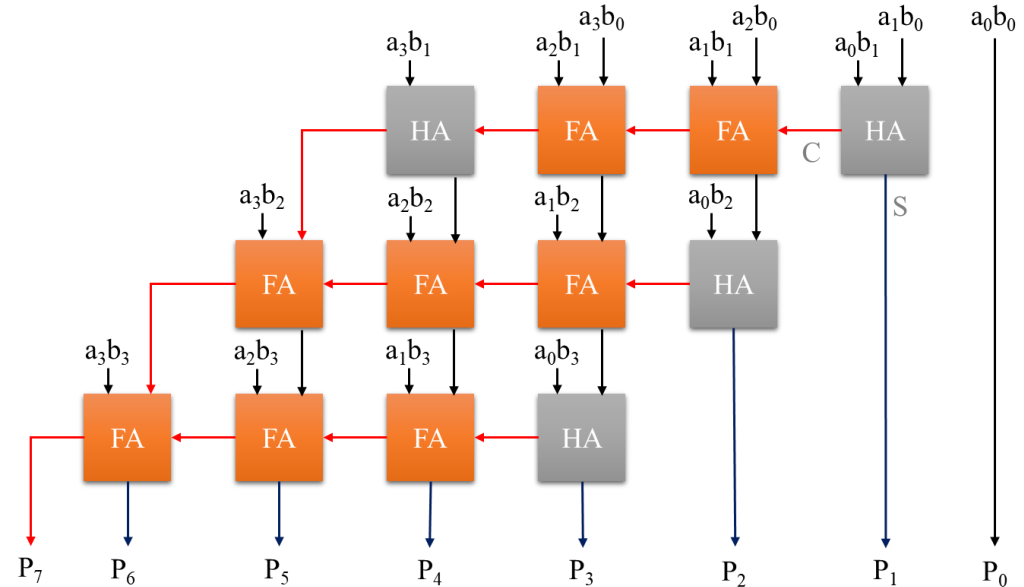 a₃b₀ a₂b₀ a₁b₀ a₀b₀
a₃b₁ a₂b₁ a₁b₁ a₀b₁
HA FA FA HA
C
S
a₃b₂ a₂b₂ a₁b₂ a₀b₂
FA FA FA HA
a₃b₃ a₂b₃ a₁b₃ a₀b₃
FA FA FA HA
P₇ P₆ P₅ P₄ P₃ P₂ P₁ P₀